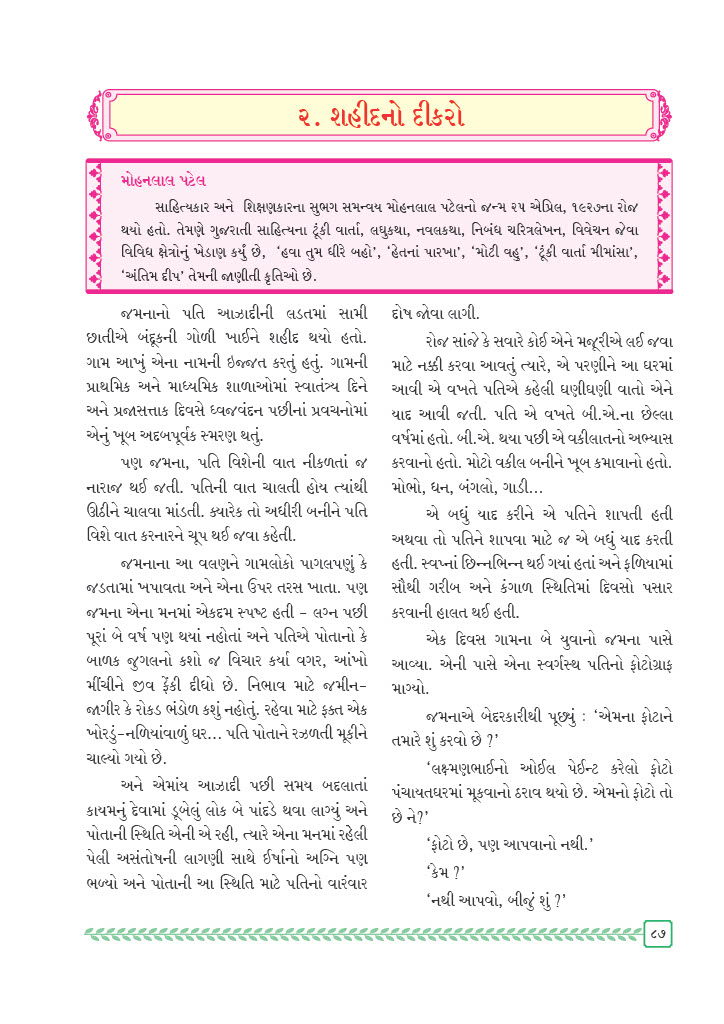 ૨. શહીદનો દીકરો
મોહનલાલ પટેલ
સાહિત્યકાર અને શિક્ષણકારના સુભગ સમન્વય મોહનલાલ પટેલનો જન્મ ૨૫ એપ્રિલ, ૧૯૨૭ના રોજ
થયો હતો. તેમણે ગુજરાતી સાહિત્યના ટૂંકી વાર્તા, લઘુકથા, નવલકથા, નિબંધ ચરિત્રલેખન, વિવેચન જેવા
વિવિધ ક્ષેત્રોનું ખેડાણ કર્યું છે, ‘હવા તુમ ધીરે બહો’, ‘હેતનાં પારખા’, ‘મોટી વહુ’, ‘ટૂંકી વાર્તા મીમાંસા’,
‘અંતિમ દીપ’ તેમની જાણીતી કૃતિઓ છે.
જમનાનો પતિ આઝાદીની લડતમાં સામી
છાતીએ બંદૂકની ગોળી ખાઈને શહીદ થયો હતો.
ગામ આખું એના નામની ઇજ્જત કરતું હતું. ગામની
પ્રાથમિક અને માધ્યમિક શાળાઓમાં સ્વાતંત્ર્ય દિને
અને પ્રજાસત્તાક દિવસે ધ્વજવંદન પછીનાં પ્રવચનોમાં
એનું ખૂબ અદબપૂર્વક સ્મરણ થતું.
પણ જમના, પતિ વિશેની વાત નીકળતાં જ
નારાજ થઈ જતી. પતિની વાત ચાલતી હોય ત્યાંથી
ઊઠીને ચાલવા માંડતી. ક્યારેક તો અધીરી બનીને પતિ
વિશે વાત કરનારને ચૂપ થઈ જવા કહેતી.
જમનાના આ વલણને ગામલોકો પાગલપણું કે
જડતામાં ખપાવતા અને એના ઉપર તરસ ખાતા. પણ
જમના એના મનમાં એકદમ સ્પષ્ટ હતી – લગ્ન પછી
પૂરાં બે વર્ષ પણ થયાં નહોતાં અને પતિએ પોતાનો કે
બાળક જુગલનો કશો જ વિચાર કર્યા વગર, આંખો
મીંચીને જીવ ફેંકી દીધો છે. નિભાવ માટે જમીન-
જાગીર કે રોકડ ભંડોળ કશું નહોતું. રહેવા માટે ફક્ત એક
ખોરડું-નળિયાંવાળું ઘર... પતિ પોતાને રઝળતી મૂકીને
ચાલ્યો ગયો છે.
અને એમાંય આઝાદી પછી સમય બદલાતાં
કાયમનું દેવામાં ડૂબેલું લોક બે પાંદડે થવા લાગ્યું અને
પોતાની સ્થિતિ એની એ રહી, ત્યારે એના મનમાં રહેલી
પેલી અસંતોષની લાગણી સાથે ઈર્ષાનો અગ્નિ પણ
ભળ્યો અને પોતાની આ સ્થિતિ માટે પતિનો વારંવાર
દોષ જોવા લાગી.
રોજ સાંજે કે સવારે કોઈ એને મજૂરીએ લઈ જવા
માટે નક્કી કરવા આવતું ત્યારે, એ પરણીને આ ઘરમાં
આવી એ વખતે પતિએ કહેલી ઘણીઘણી વાતો એને
યાદ આવી જતી. પતિ એ વખતે બી.એ.ના છેલ્લા
વર્ષમાં હતો. બી.એ. થયા પછી એ વકીલાતનો અભ્યાસ
કરવાનો હતો. મોટો વકીલ બનીને ખૂબ કમાવાનો હતો.
મોભો, ધન, બંગલો, ગાડી...
એ બધું યાદ કરીને એ પતિને શાપતી હતી
અથવા તો પતિને શાપવા માટે જ એ બધું યાદ કરતી
હતી. સ્વપ્નાં છિન્નભિન્ન થઈ ગયાં હતાં અને ફળિયામાં
સૌથી ગરીબ અને કંગાળ સ્થિતિમાં દિવસો પસાર
કરવાની હાલત થઈ હતી.
એક દિવસ ગામના બે યુવાનો જમના પાસે
આવ્યા. એની પાસે એના સ્વર્ગસ્થ પતિનો ફોટોગ્રાફ
માગ્યો.
જમનાએ બેદરકારીથી પૂછ્યું : ‘એમના ફોટાને
તમારે શું કરવો છે ?’
‘લક્ષ્મણભાઈનો ઓઈલ પેઈન્ટ કરેલો ફોટો
પંચાયતઘરમાં મૂકવાનો ઠરાવ થયો છે. એમનો ફોટો તો
છે ને?’
‘ફોટો છે, પણ આપવાનો નથી.’
‘કેમ ?’
‘નથી આપવો, બીજું શું ?’
૮૭